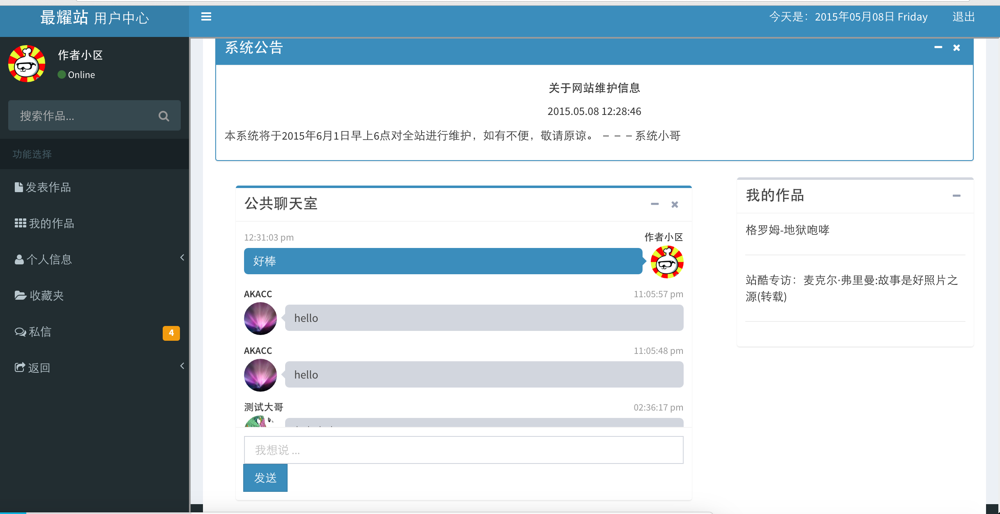 最耀站 用户中心
今天是：2015年05月08日 Friday
退出
作者小区
Online
搜索作品...
功能选择
发表作品
我的作品
个人信息
收藏夹
私信
4
返回
系统公告
关于网站维护信息
2015.05.08 12:28:46
本系统将于2015年6月1日早上6点对全站进行维护，如有不便，敬请原谅。 －－－系统小哥
公共聊天室
12:31:03 pm
作者小区
好棒
AKACC
11:05:57 pm
hello
AKACC
11:05:48 pm
hello
测试大哥
02:36:17 pm
我想说 ...
发送
我的作品
格罗姆-地狱咆哮
站酷专访：麦克尔·弗里曼:故事是好照片之
源(转载)